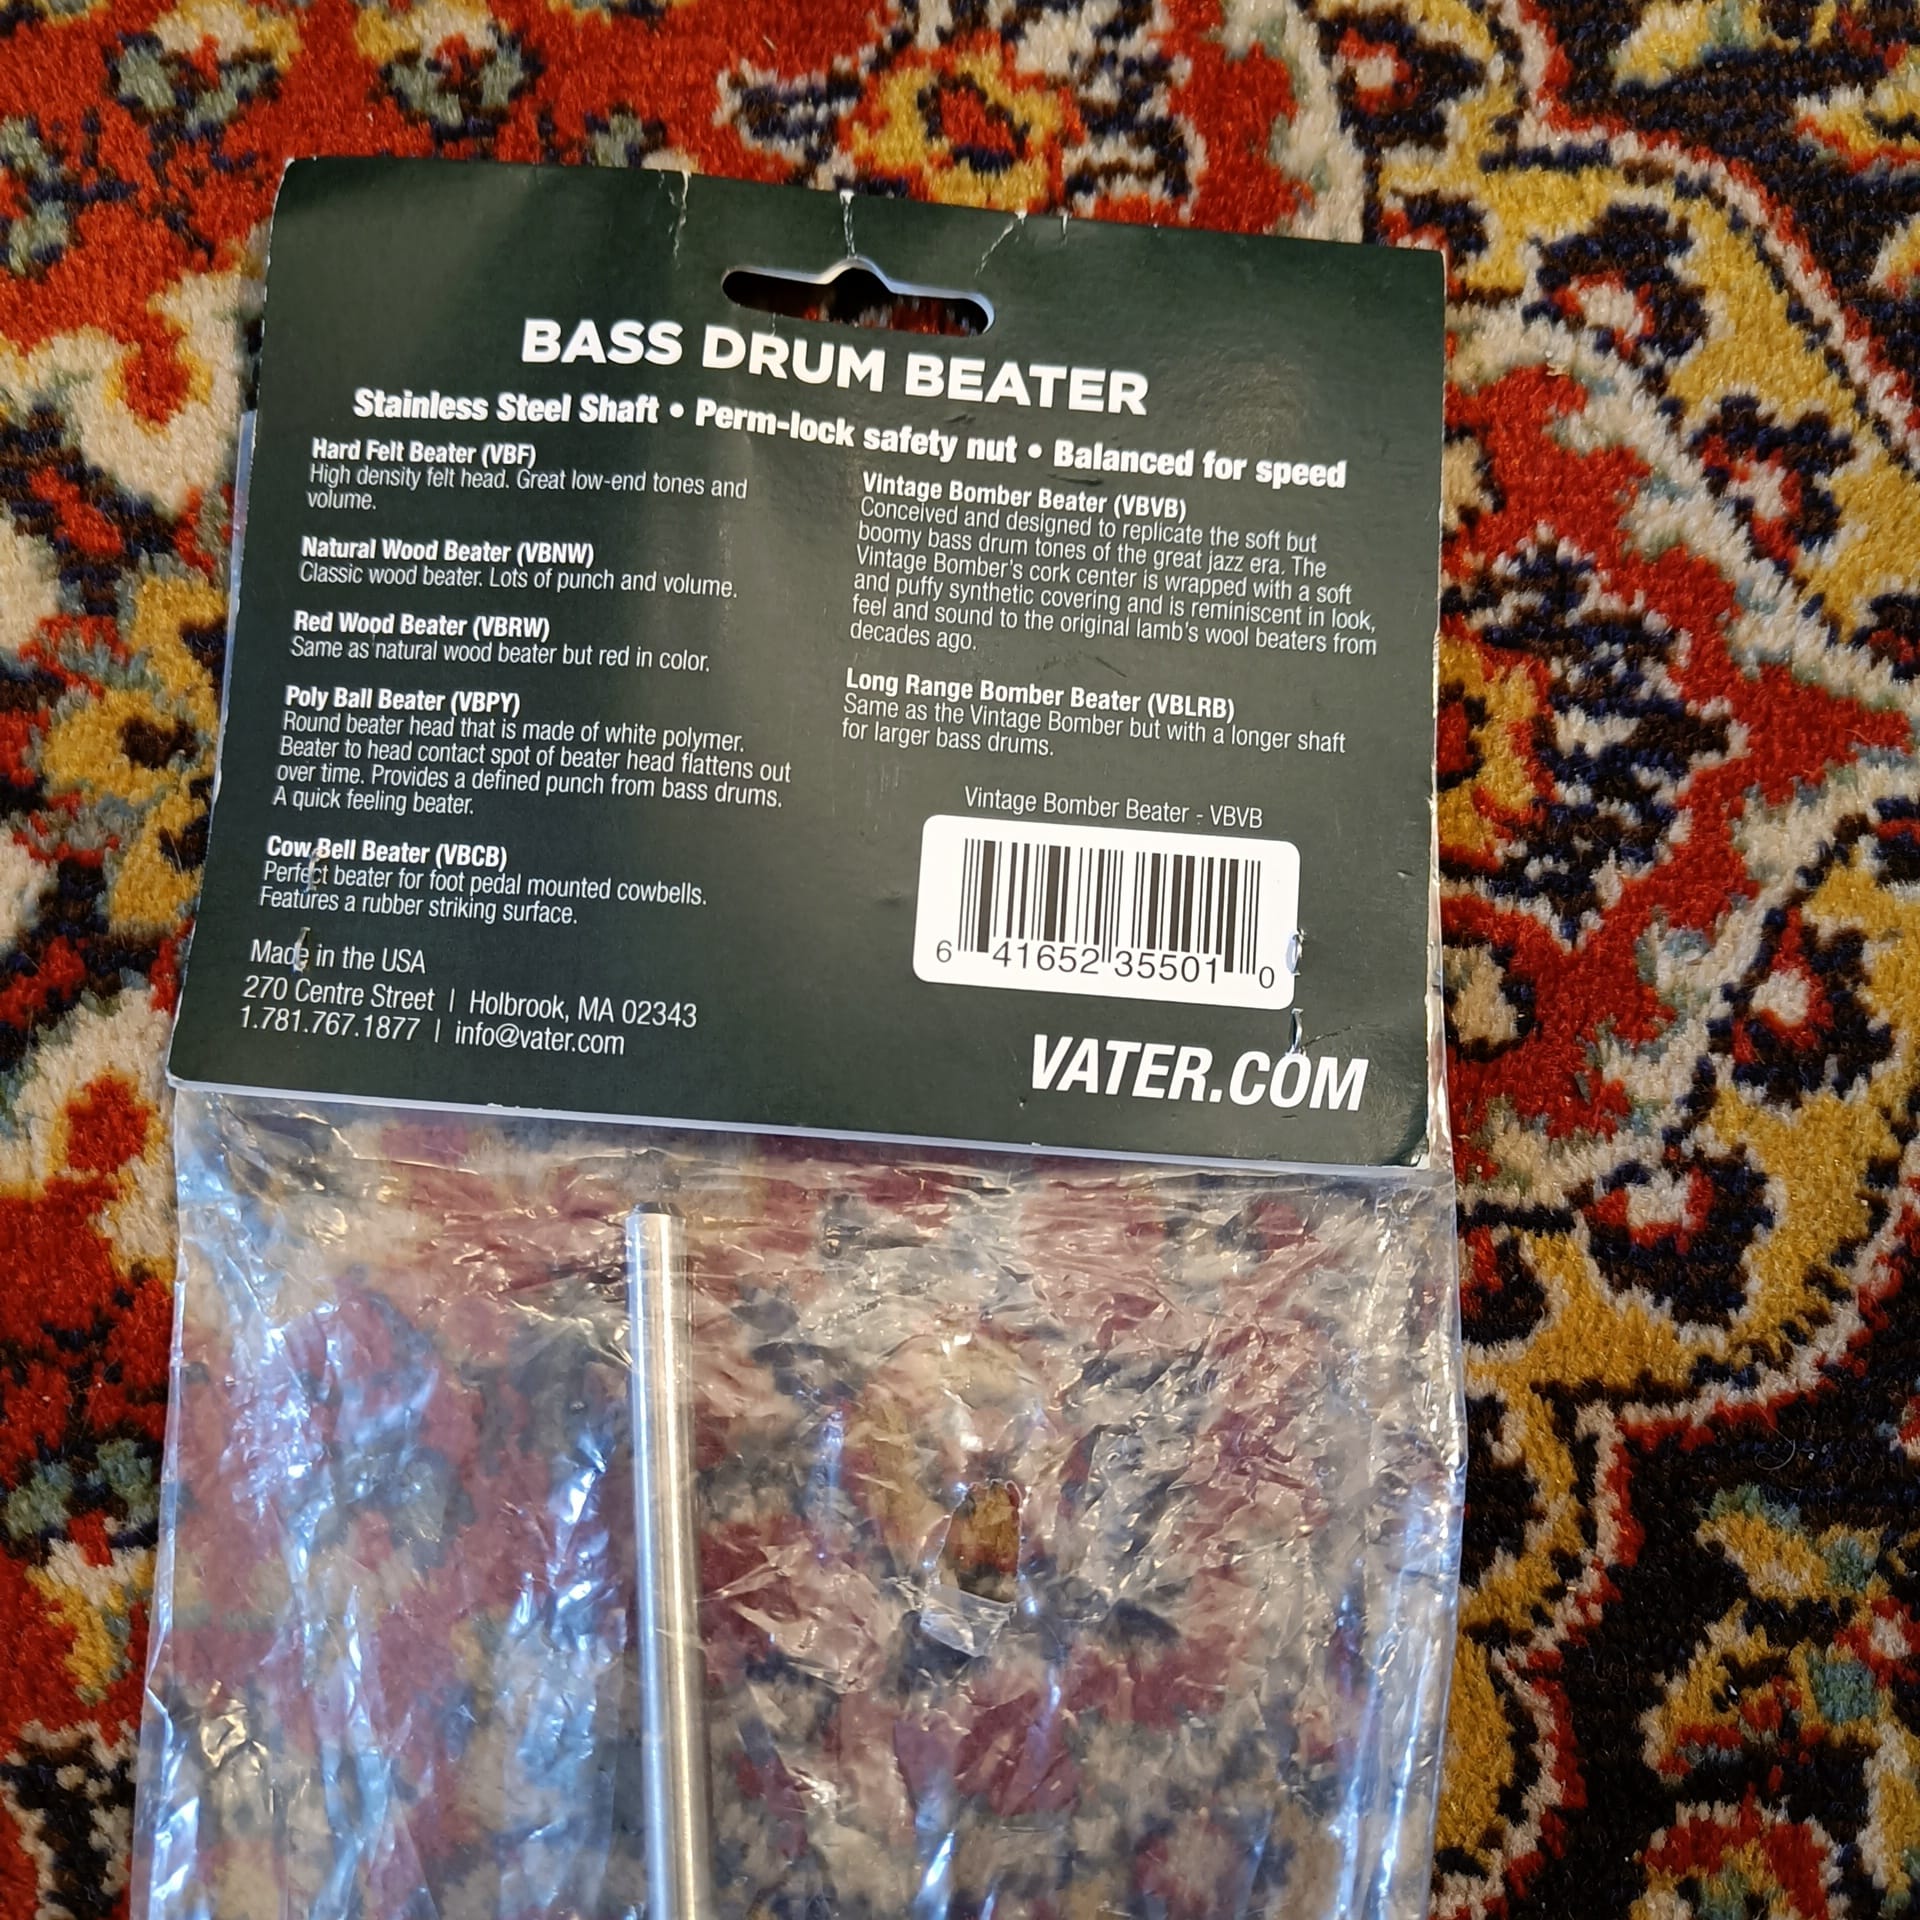 BASS DRUM BEATER
Stainless Steel Shaft • Perm-lock safety nut • Balanced for speed
Hard Felt Beater (VBF)
High density felt head. Great low-end tones and
volume.
Natural Wood Beater (VBNW)
Classic wood beater. Lots of punch and volume.
Red Wood Beater (VBRW)
Same as natural wood beater but red in color.
Poly Ball Beater (VBPY)
Round beater head that is made of white polymer.
Beater to head contact spot of beater head flattens out
over time. Provides a defined punch from bass drums.
A quick feeling beater.
Cow Bell Beater (VBCB)
Perfect beater for foot pedal mounted cowbells.
Features a rubber striking surface.
Made in the USA
270 Centre Street | Holbrook, MA 02343
1.781.767.1877 | info@vater.com
Vintage Bomber Beater (VBVB)
Conceived and designed to replicate the soft but
boomy bass drum tones of the great jazz era. The
Vintage Bomber's cork center is wrapped with a soft
and puffy synthetic covering and is reminiscent in look,
feel and sound to the original lamb's wool beaters from
decades ago.
Long Range Bomber Beater (VBLRB)
Same as the Vintage Bomber but with a longer shaft
for larger bass drums.
Vintage Bomber Beater - VBVB
6 41652 35501 0
VATER.COM